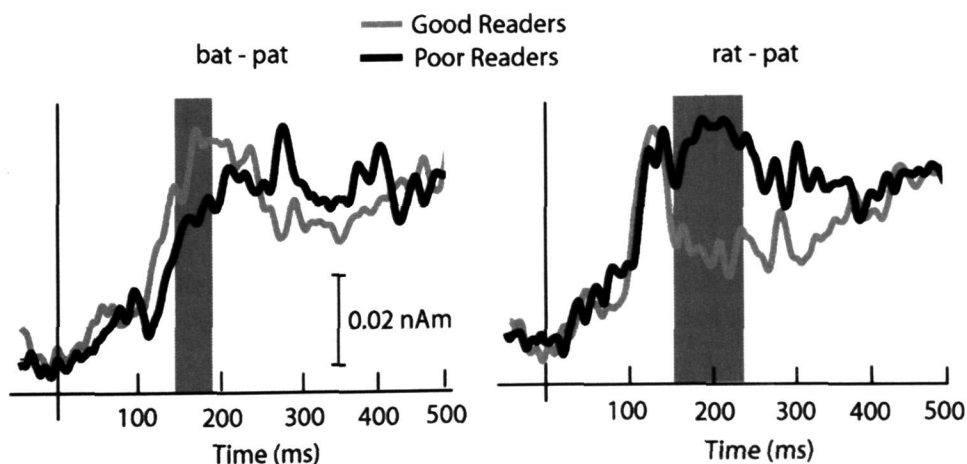 Good Readers
Poor Readers
bat - pat
rat - pat
0.02 nAm
100 200 300 400 500
Time (ms)
100 200 300 400 500
Time (ms)